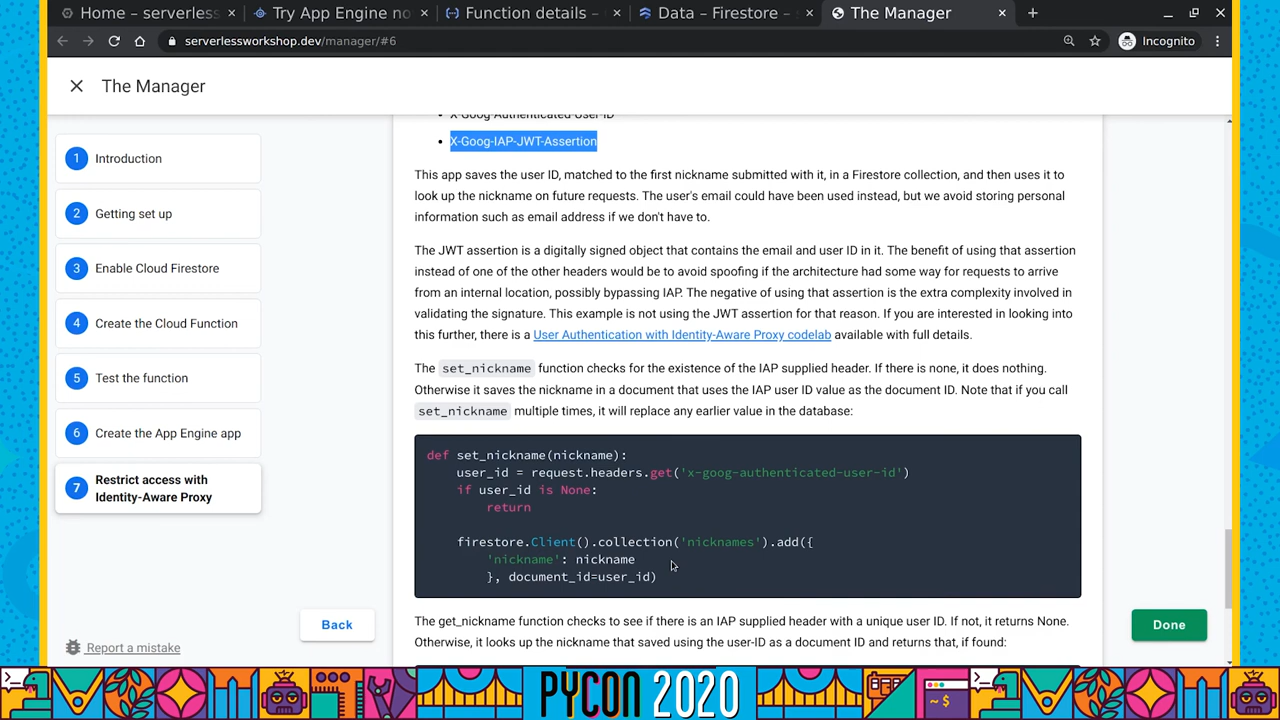 Home – serverless
Try App Engine no
Function details –
Data – Firestore –
The Manager
serverlessworkshop.dev/manager/#6
Incognito
The Manager
1 Introduction
2 Getting set up
3 Enable Cloud Firestore
4 Create the Cloud Function
5 Test the function
6 Create the App Engine app
7 Restrict access with
Identity-Aware Proxy
Report a mistake
X-Goog-Authenticated-User-ID
X-Goog-IAP-JWT-Assertion
This app saves the user ID, matched to the first nickname submitted with it, in a Firestore collection, and then uses it to
look up the nickname on future requests. The user's email could have been used instead, but we avoid storing personal
information such as email address if we don't have to.
The JWT assertion is a digitally signed object that contains the email and user ID in it. The benefit of using that assertion
instead of one of the other headers would be to avoid spoofing if the architecture had some way for requests to arrive
from an internal location, possibly bypassing IAP. The negative of using that assertion is the extra complexity involved in
validating the signature. This example is not using the JWT assertion for that reason. If you are interested in looking into
this further, there is a User Authentication with Identity-Aware Proxy codelab available with full details.
The set_nickname function checks for the existence of the IAP supplied header. If there is none, it does nothing.
Otherwise it saves the nickname in a document that uses the IAP user ID value as the document ID. Note that if you call
set_nickname multiple times, it will replace any earlier value in the database:
def set_nickname(nickname):
user_id = request.headers.get('x-goog-authenticated-user-id')
if user_id is None:
return
firestore.Client().collection('nicknames').add({
'nickname': nickname
}, document_id=user_id)
The get_nickname function checks to see if there is an IAP supplied header with a unique user ID. If not, it returns None.
Otherwise, it looks up the nickname that saved using the user-ID as a document ID and returns that, if found:
Back
Done
PYCON 2020
~ $